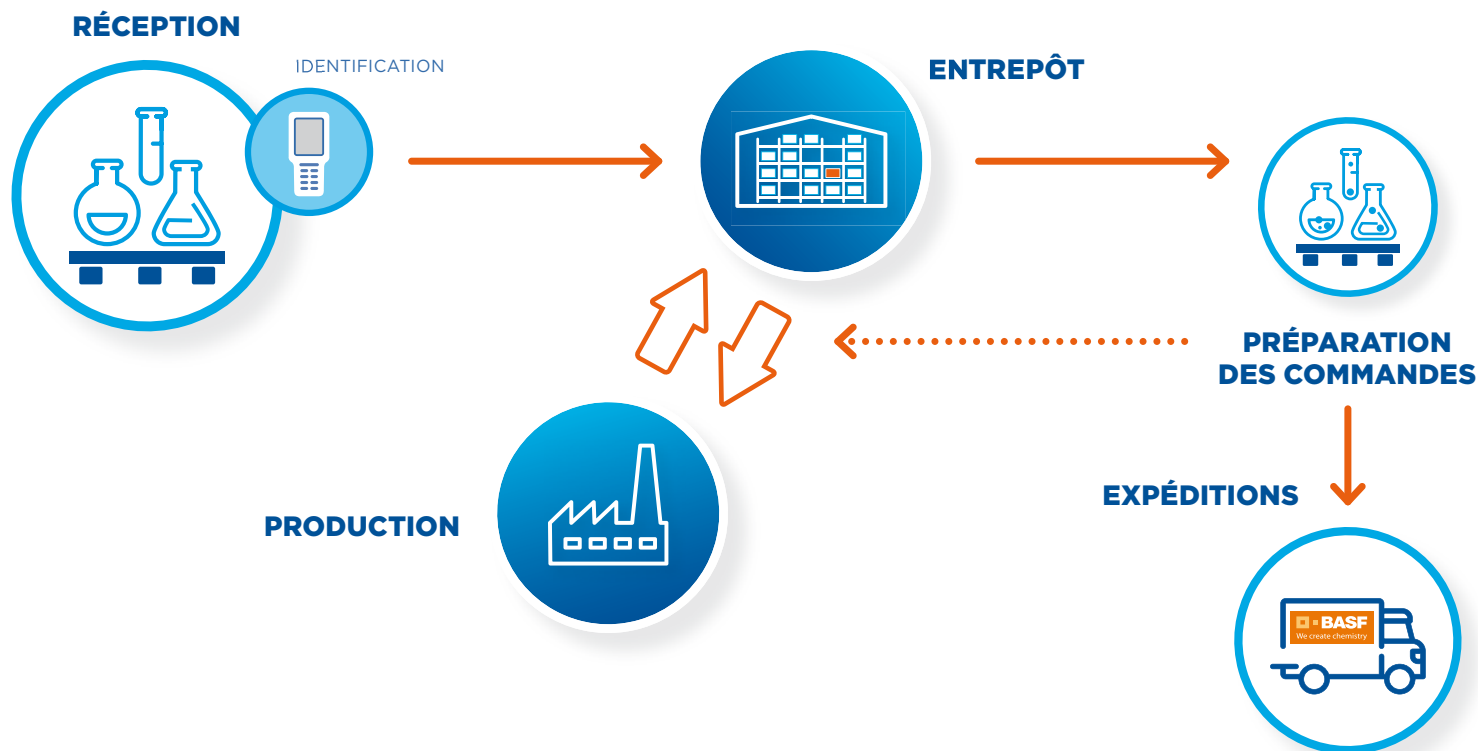 RÉCEPTION
IDENTIFICATION
ENTREPÔT
PRÉPARATION
DES COMMANDES
EXPÉDITIONS
PRODUCTION
BASF
We create chemistry